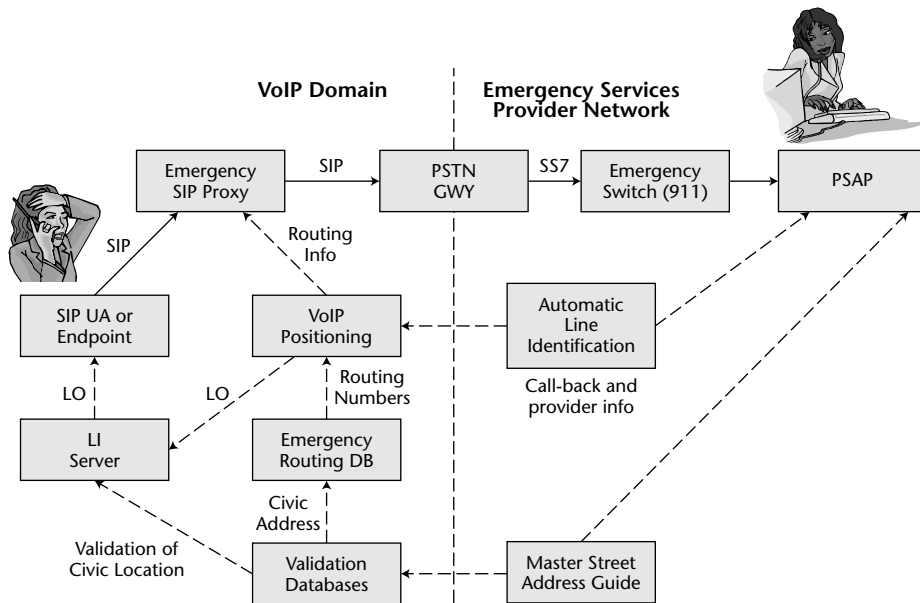 VoIP Domain
Emergency Services
Provider Network
Emergency
SIP Proxy
SIP
PSTN
GWY
SS7
Emergency
Switch (911)
PSAP
SIP
Routing
Info
SIP UA or
Endpoint
VoIP
Positioning
Automatic
Line
Identification
Call-back and
provider info
LO
LO
Routing
Numbers
LI
Server
Emergency
Routing DB
Civic
Address
Validation of
Civic Location
Validation
Databases
Master Street
Address Guide